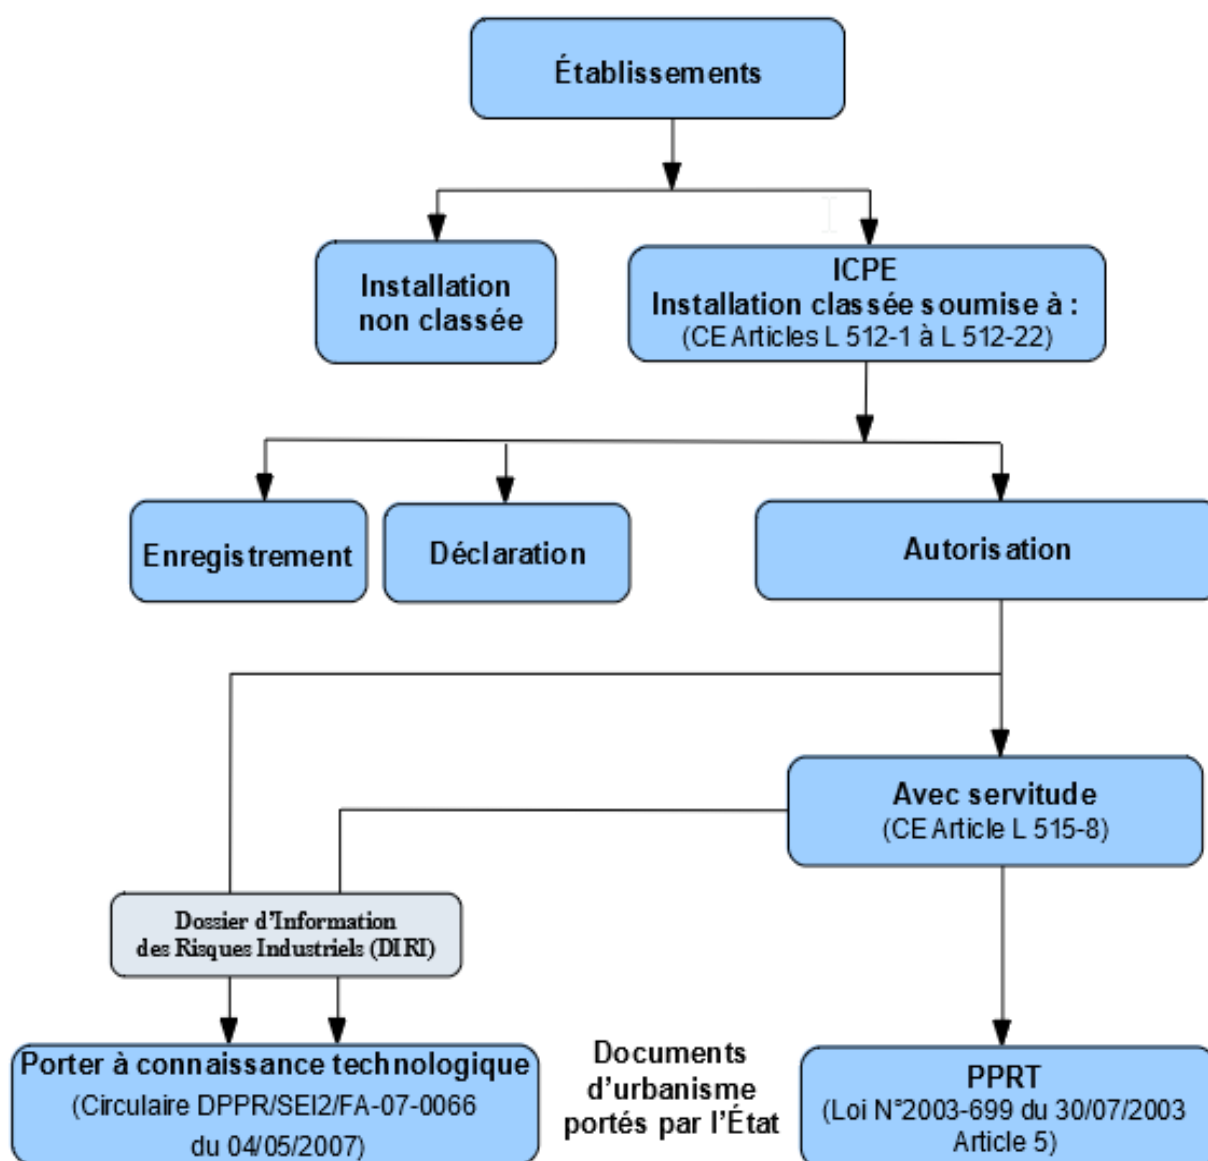 Établissements
Installation
non classée
ICPE
Installation classée soumise à :
(CE Articles L 512-1 à L 512-22)
Enregistrement
Déclaration
Autorisation
Avec servitude
(CE Article L 515-8)
Dossier d'Information
des Risques Industriels (DIRI)
Porter à connaissance technologique
(Circulaire DPPR/SEI2/FA-07-0066
du 04/05/2007)
Documents
d'urbanisme
portés par l'État
PPRT
(Loi N°2003-699 du 30/07/2003
Article 5)